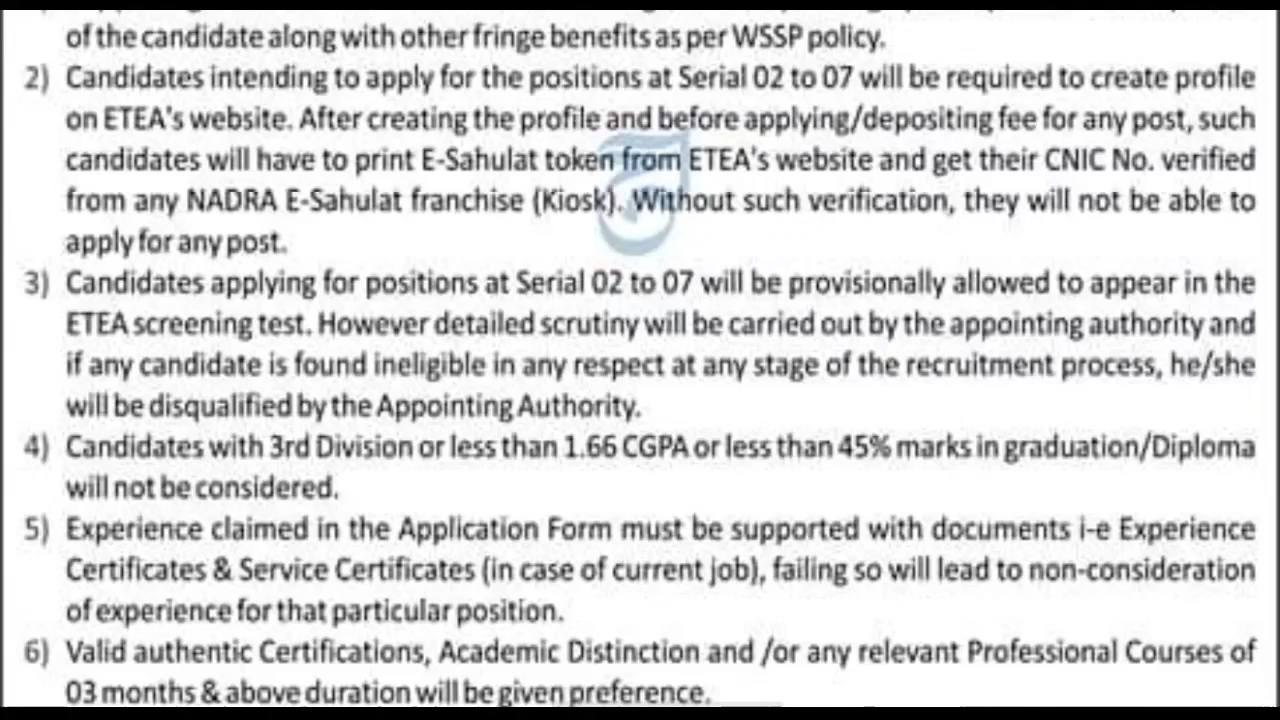 of the candidate along with other fringe benefits as per WSSP policy.
2) Candidates intending to apply for the positions at Serial 02 to 07 will be required to create profile
on ETEA's website. After creating the profile and before applying/depositing fee for any post, such
candidates will have to print E-Sahulat token from ETEA's website and get their CNIC No. verified
from any NADRA E-Sahulat franchise (Kiosk). Without such verification, they will not be able to
apply for any post.
3) Candidates applying for positions at Serial 02 to 07 will be provisionally allowed to appear in the
ETEA screening test. However detailed scrutiny will be carried out by the appointing authority and
if any candidate is found ineligible in any respect at any stage of the recruitment process, he/she
will be disqualified by the Appointing Authority.
4) Candidates with 3rd Division or less than 1.66 CGPA or less than 45% marks in graduation/Diploma
will not be considered.
5) Experience claimed in the Application Form must be supported with documents i-e Experience
Certificates & Service Certificates (in case of current job), failing so will lead to non-consideration
of experience for that particular position.
6) Valid authentic Certifications, Academic Distinction and /or any relevant Professional Courses of
03 months & above duration will be given preference.